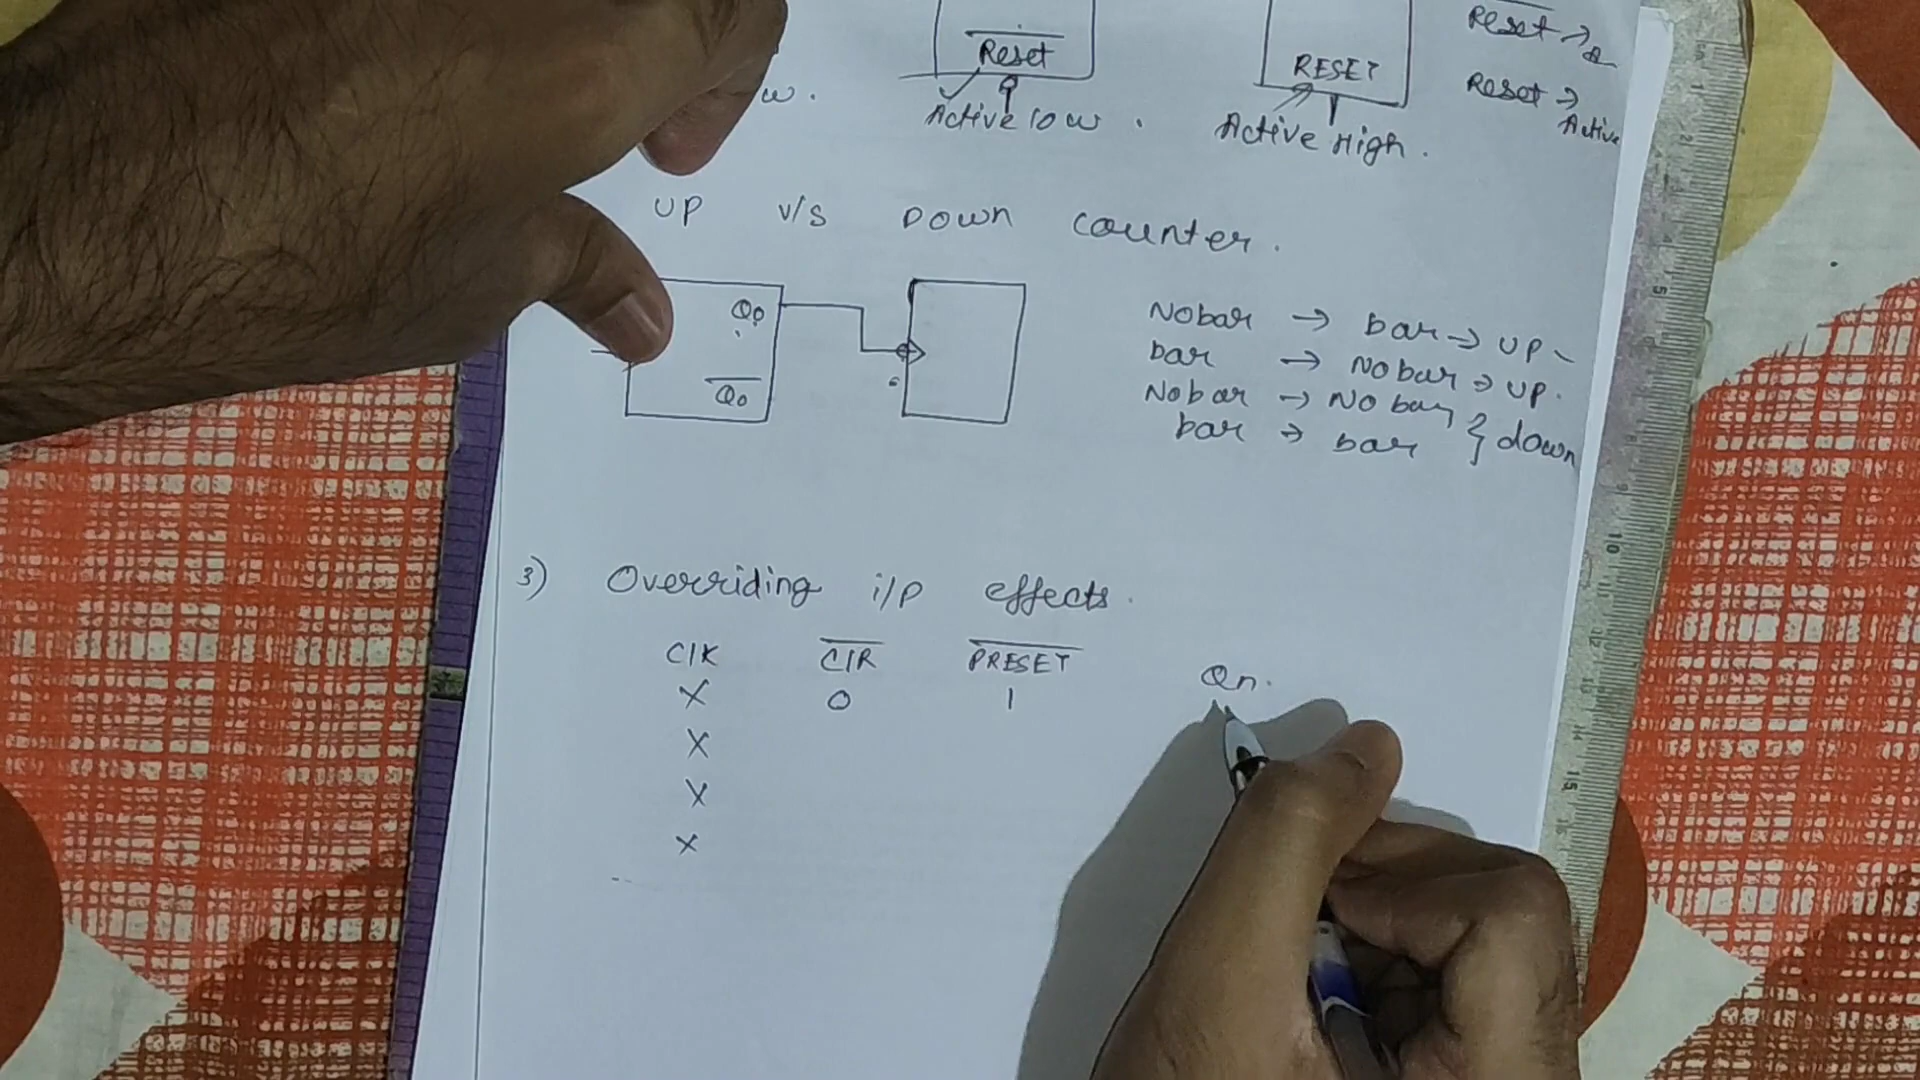 Reset
RESET
Reset →
w.
Active low.
Active High.
Reset →
Active
UP v/s Down counter.
Q0
Q0
Nobar → bar → UP
bar → Nobar → UP.
Nobar → No bar
bar → bar } down
3) Overriding i/p effects.
CLK CLR PRESET Qn.
X 0 1
X
X
X